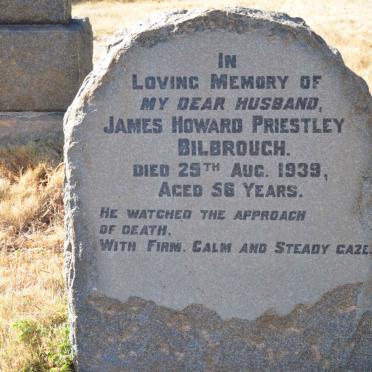 IN
LOVING MEMORY OF
MY DEAR HUSBAND,
JAMES HOWARD PRIESTLEY
BILBROUGH.
DIED 29TH AUG. 1939,
AGED 56 YEARS.
HE WATCHED THE APPROACH
OF DEATH.
WITH FIRM. CALM AND STEADY GAZE.